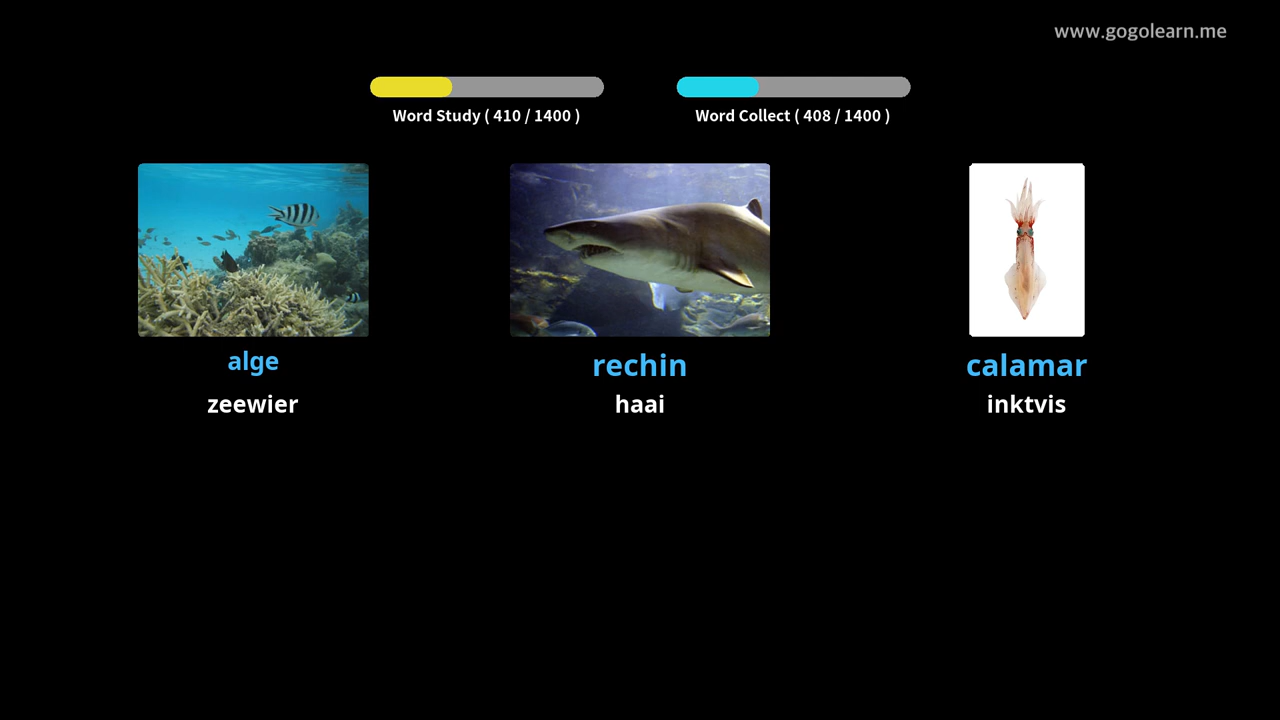 www.gogolearn.me
Word Study ( 410 / 1400 )
Word Collect ( 408 / 1400 )
alge
zeewier
rechin
haai
calamar
inktvis